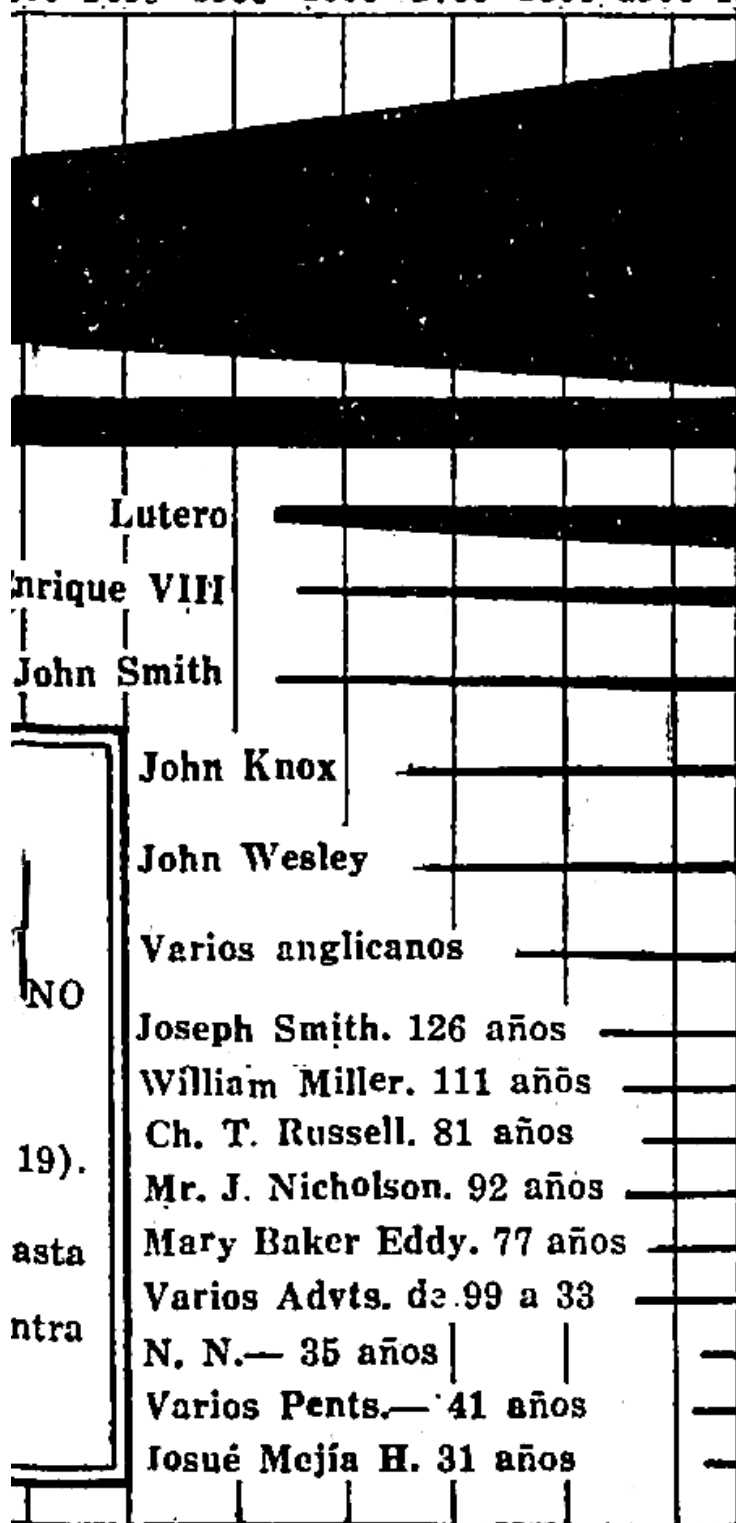 Lutero
nrique VIII
John Smith
John Knox
John Wesley
Varios anglicanos
NO
Joseph Smith. 126 años
William Miller. 111 años
Ch. T. Russell. 81 años
19).
Mr. J. Nicholson. 92 años
asta
Mary Baker Eddy. 77 años
Varios Advts. de 99 a 33
ntra
N. N.— 35 años
Varios Pents.— 41 años
Josué Mejía H. 31 años